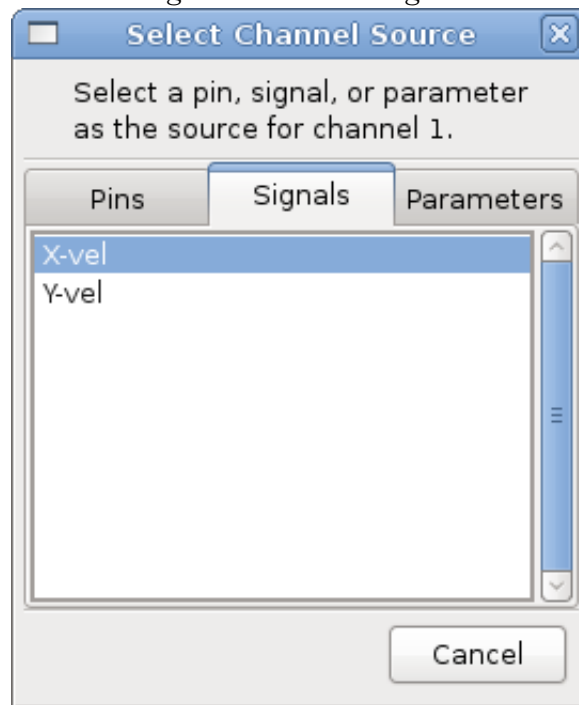 Select Channel Source
Select a pin, signal, or parameter
as the source for channel 1.
Pins Signals Parameters
X-vel
Y-vel
Cancel